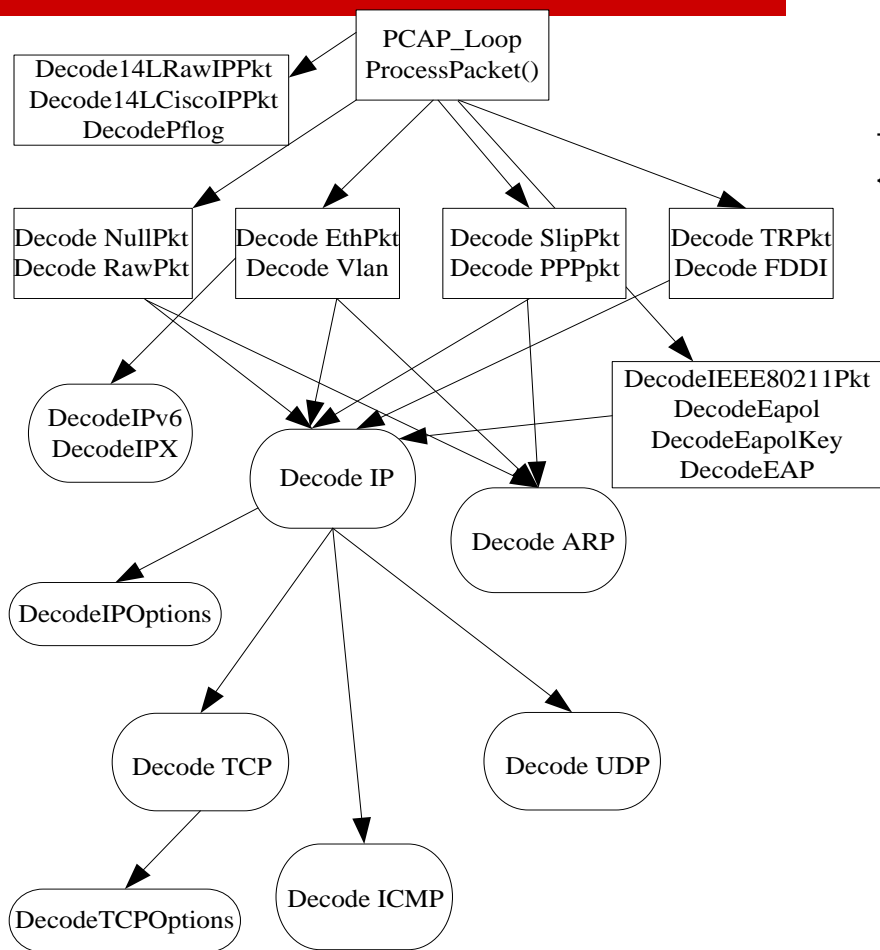 PCAP_Loop
ProcessPacket()
Decode14LRawIPPkt
Decode14LCiscoIPPkt
DecodePflog
Decode NullPkt
Decode RawPkt
Decode EthPkt
Decode Vlan
Decode SlipPkt
Decode PPPpkt
Decode TRPkt
Decode FDDI
DecodeIPv6
DecodeIPX
DecodeIEEE80211Pkt
DecodeEapol
DecodeEapolKey
DecodeEAP
Decode IP
Decode ARP
DecodeIPOptions
Decode TCP
Decode UDP
Decode ICMP
DecodeTCPOptions